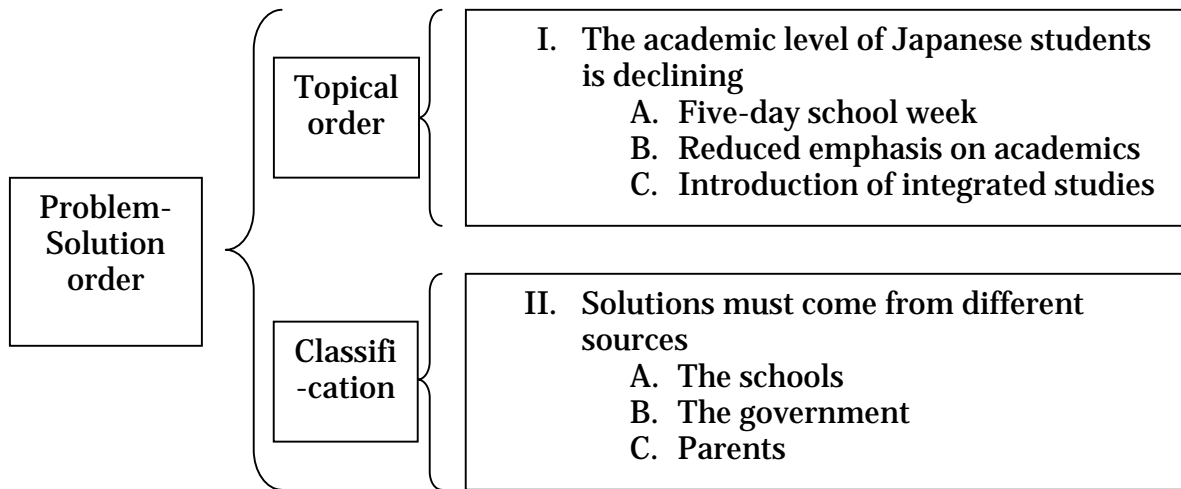 Problem-
Solution
order
Topical
order
I. The academic level of Japanese students
is declining
A. Five-day school week
B. Reduced emphasis on academics
C. Introduction of integrated studies
Classifi
-cation
II. Solutions must come from different
sources
A. The schools
B. The government
C. Parents